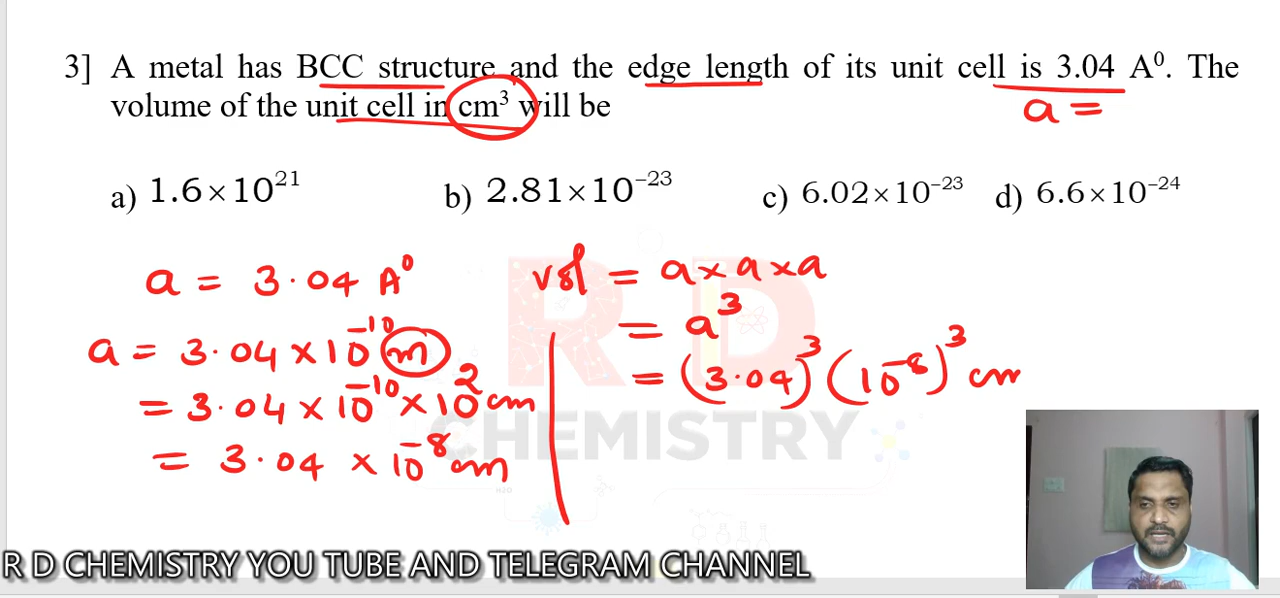 3] A metal has BCC structure and the edge length of its unit cell is 3.04 A⁰. The
volume of the unit cell in cm³ will be
a =
a) 1.6×10²¹ b) 2.81×10⁻²³ c) 6.02×10⁻²³ d) 6.6×10⁻²⁴
a = 3.04 A⁰
a = 3.04 × 10⁻¹⁰ m
= 3.04 × 10⁻¹⁰ × 10² cm
= 3.04 × 10⁻⁸ cm
vol = a × a × a
= a³
= (3.04)³ (10⁻⁸)³ cm
R D
CHEMISTRY
H2O
R D CHEMISTRY YOU TUBE AND TELEGRAM CHANNEL